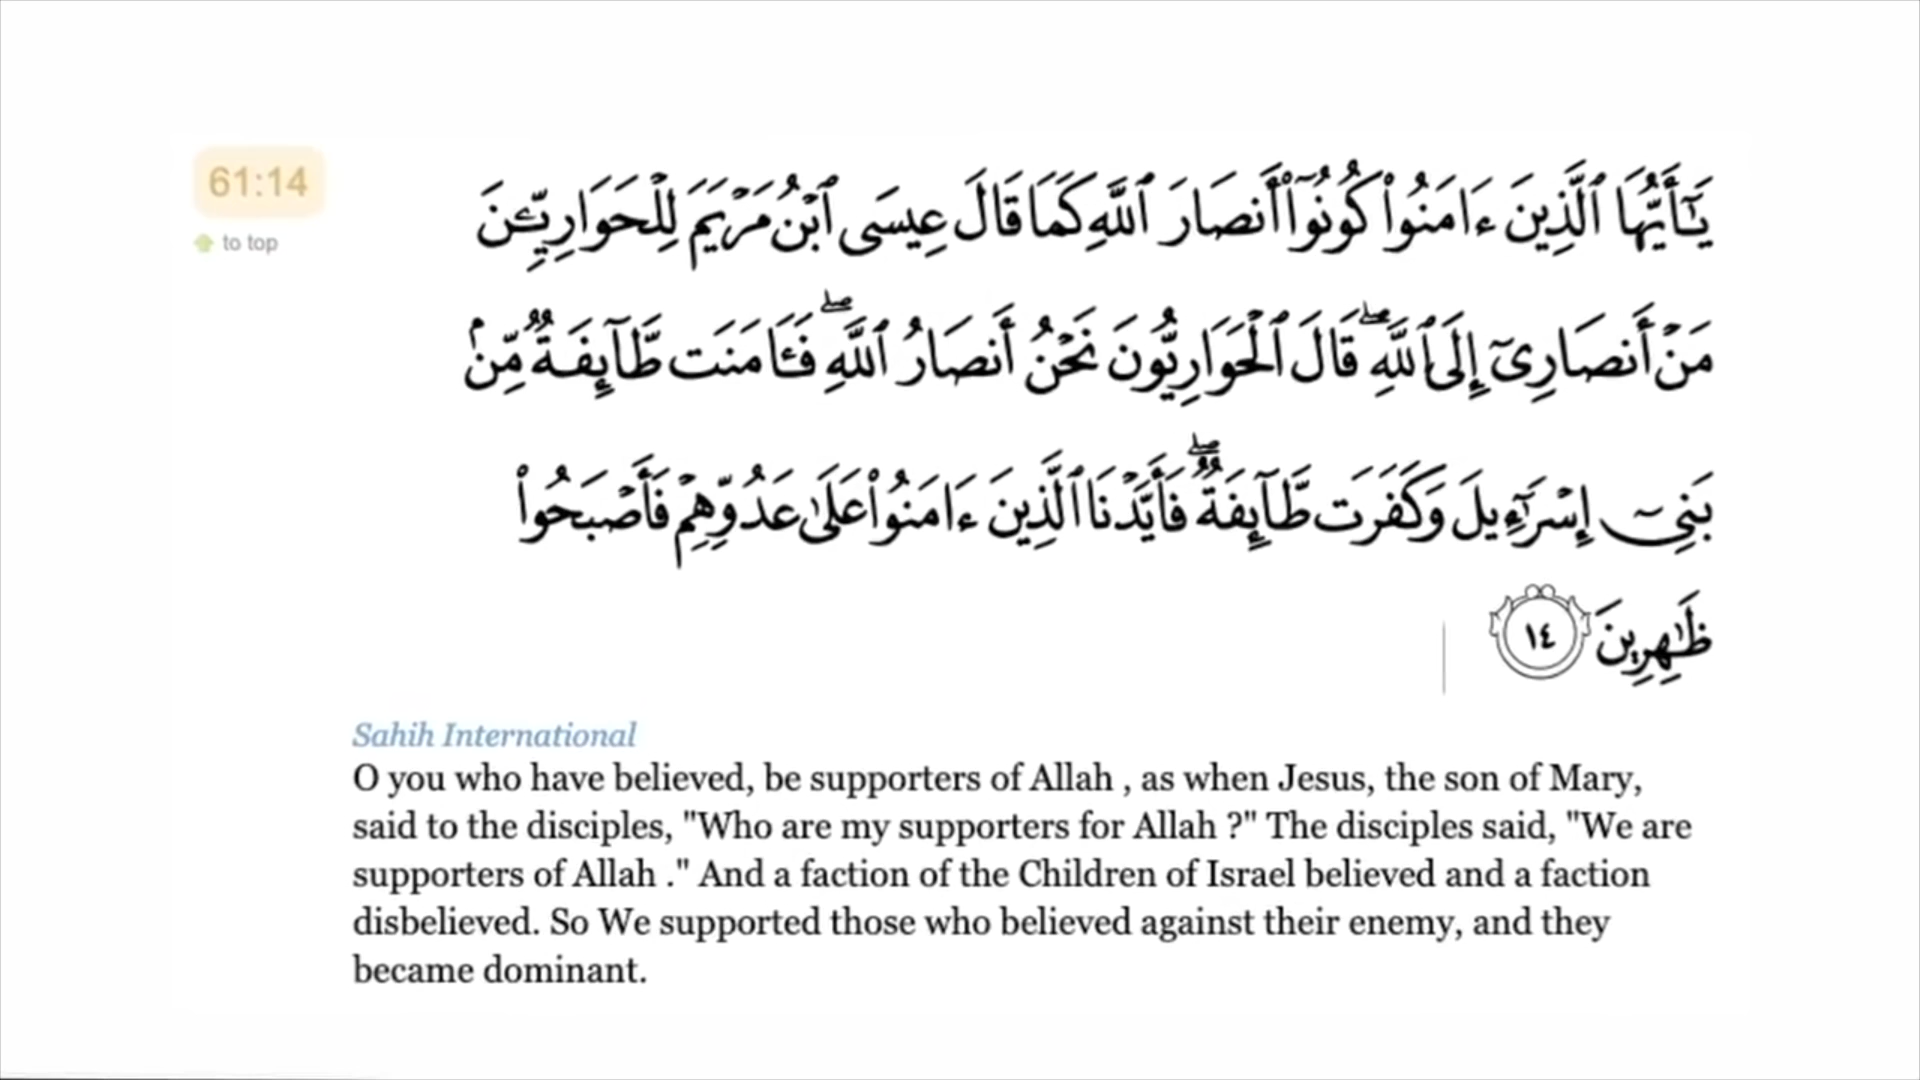 61:14
to top
يَٰٓأَيُّهَا ٱلَّذِينَ ءَامَنُوا۟ كُونُوٓا۟ أَنصَارَ ٱللَّهِ كَمَا قَالَ عِيسَى ٱبْنُ مَرْيَمَ لِلْحَوَارِيِّـۧنَ
مَنْ أَنصَارِىٓ إِلَى ٱللَّهِ ۖ قَالَ ٱلْحَوَارِيُّونَ نَحْنُ أَنصَارُ ٱللَّهِ ۖ فَـَٔامَنَت طَّآئِفَةٌ مِّنۢ
بَنِىٓ إِسْرَٰٓءِيلَ وَكَفَرَت طَّآئِفَةٌ ۖ فَأَيَّدْنَا ٱلَّذِينَ ءَامَنُوا۟ عَلَىٰ عَدُوِّهِمْ فَأَصْبَحُوا۟
ظَٰهِرِينَ ١٤
Sahih International
O you who have believed, be supporters of Allah , as when Jesus, the son of Mary,
said to the disciples, "Who are my supporters for Allah ?" The disciples said, "We are
supporters of Allah ." And a faction of the Children of Israel believed and a faction
disbelieved. So We supported those who believed against their enemy, and they
became dominant.